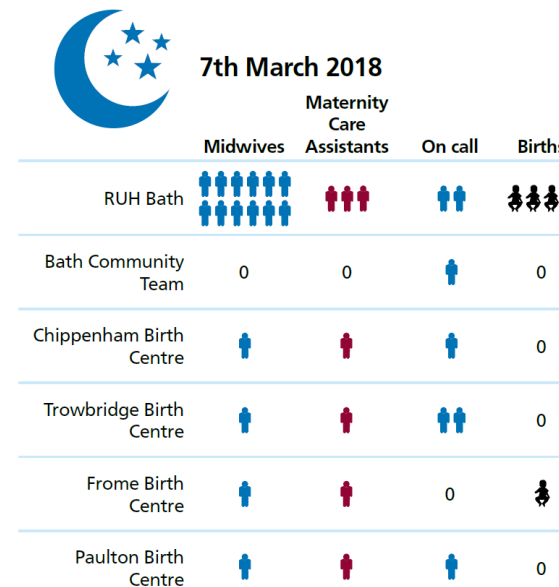 7th March 2018
Maternity
Care
Midwives Assistants On call Births
RUH Bath
Bath Community
Team
0 0 0
Chippenham Birth
Centre
0
Trowbridge Birth
Centre
0
Frome Birth
Centre
0
Paulton Birth
Centre
0